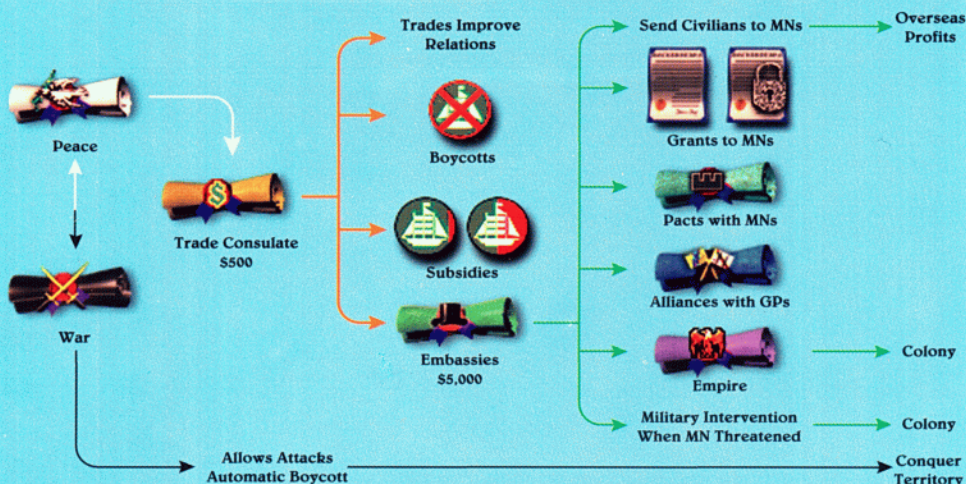 Peace
War
Trade Consulate
$500
Trades Improve
Relations
Boycotts
Subsidies
Embassies
$5,000
Send Civilians to MNs
Grants to MNs
Pacts with MNs
Alliances with GPs
Empire
Military Intervention
When MN Threatened
Overseas
Profits
Colony
Colony
Allows Attacks
Automatic Boycott
Conquer
Territory